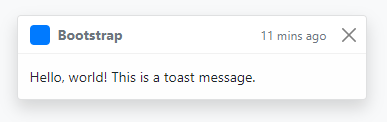 Bootstrap 11 mins ago
Hello, world! This is a toast message.